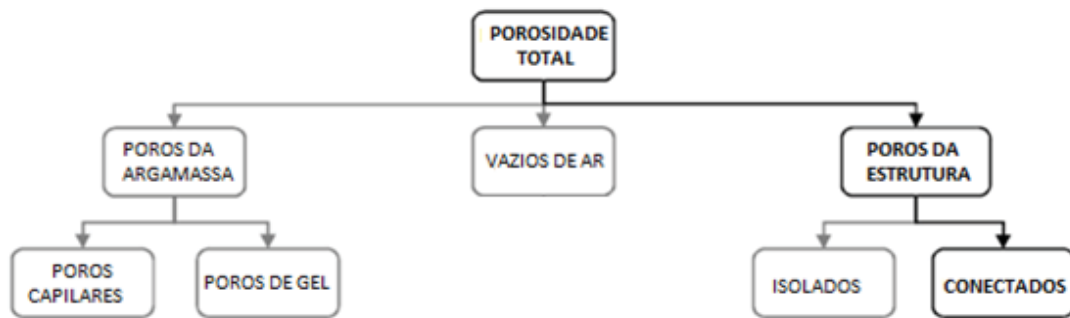 POROSIDADE
TOTAL
POROS DA
ARGAMASSA
VAZIOS DE AR
POROS DA
ESTRUTURA
POROS
CAPILARES
POROS DE GEL
ISOLADOS
CONECTADOS